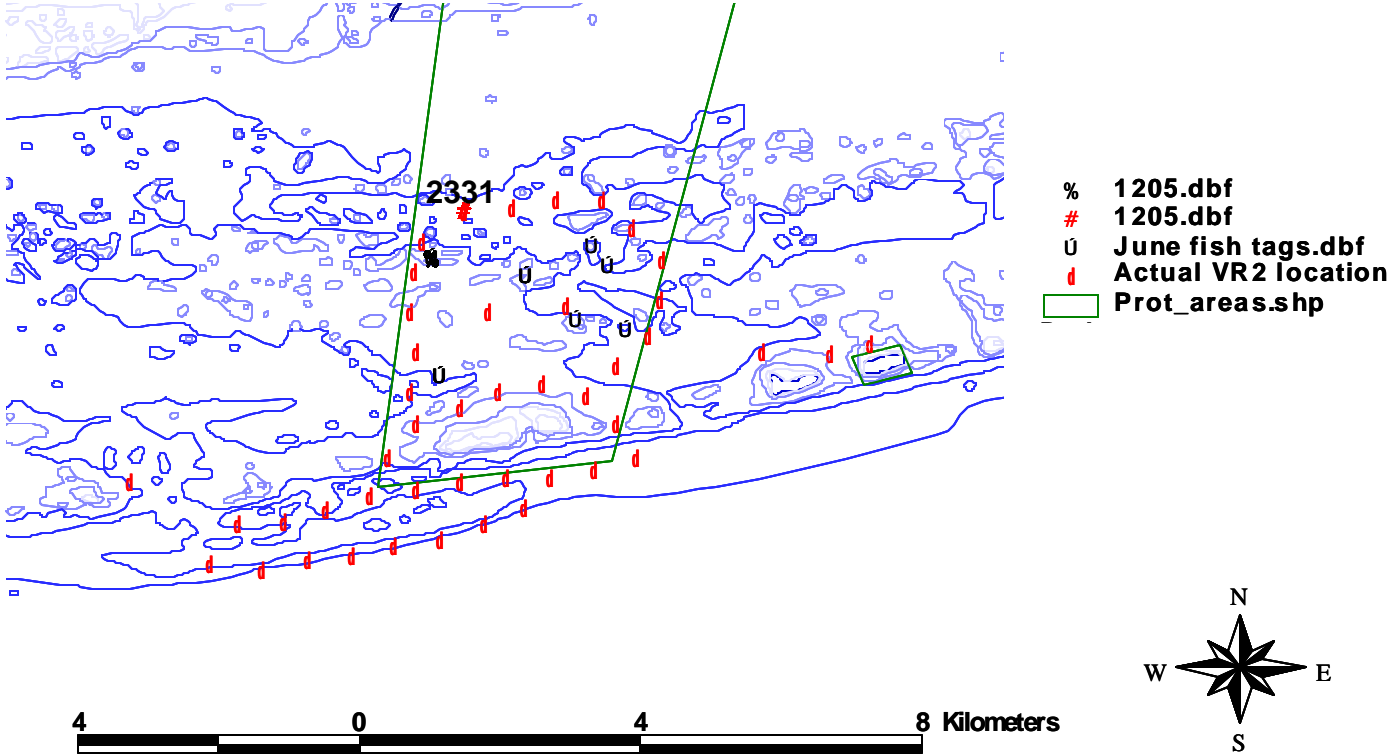 2331
% 1205.dbf
# 1205.dbf
Ú June fish tags.dbf
d Actual VR2 location
Prot_areas.shp
N
W E
S
4 0 4 8 Kilometers